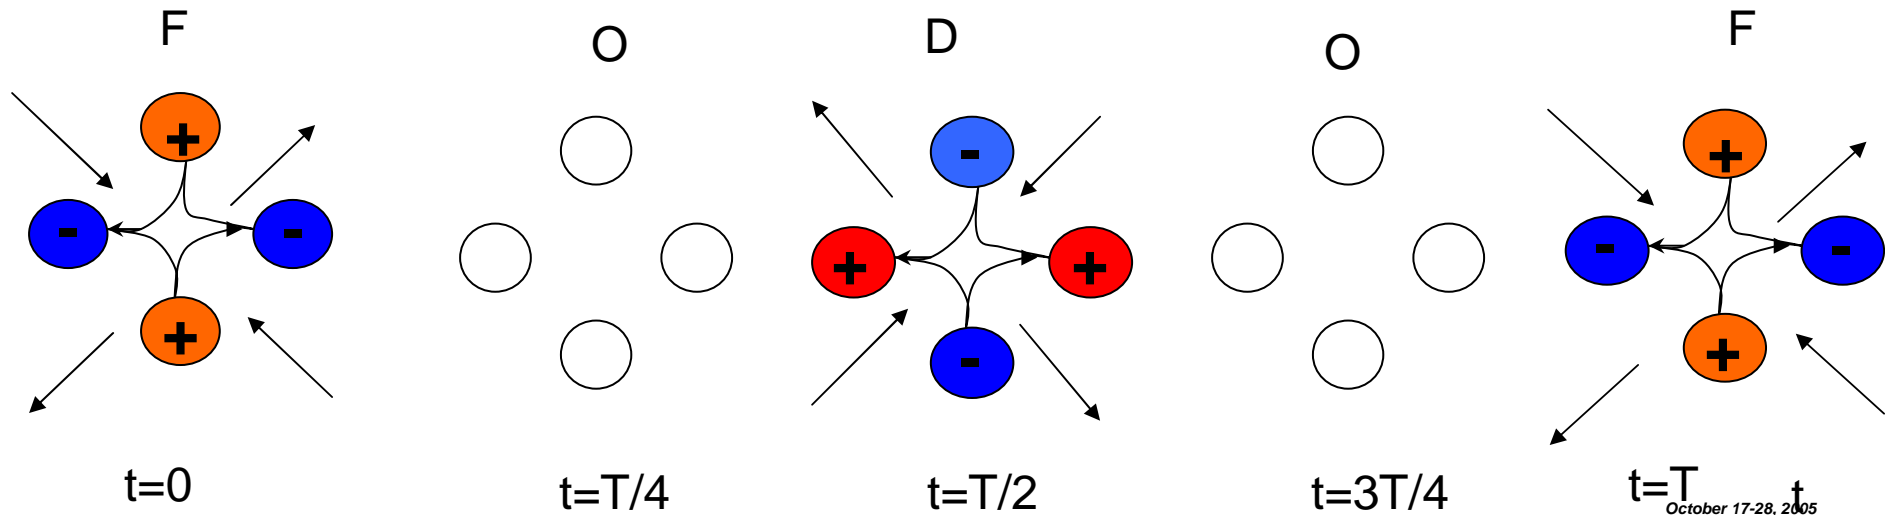 F
O
D
O
F
+
-
-
+
-
+
+
-
+
-
-
+
t=0
t=T/4
t=T/2
t=3T/4
t=T
t
October 17-28, 2005